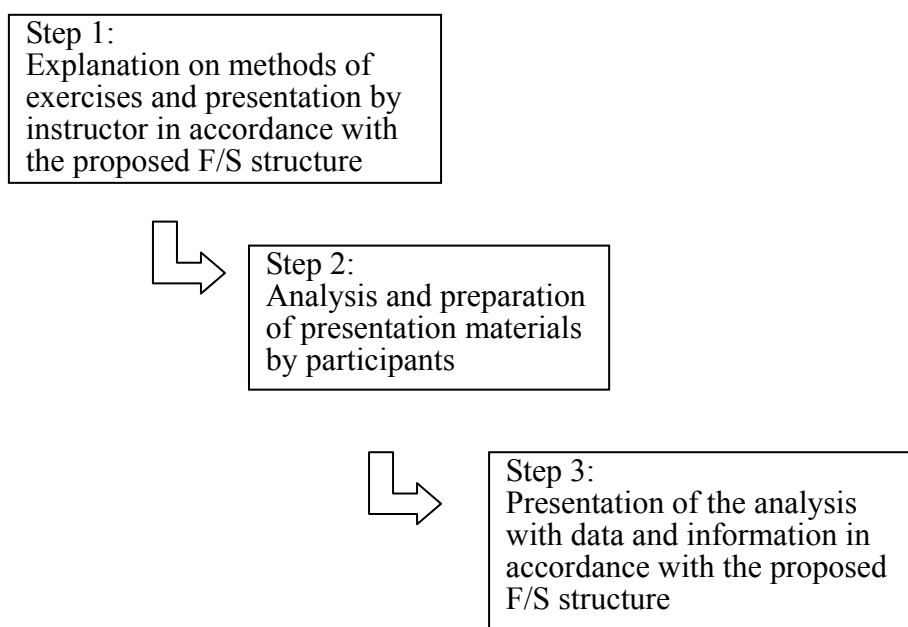 Step 1:
Explanation on methods of
exercises and presentation by
instructor in accordance with
the proposed F/S structure
Step 2:
Analysis and preparation
of presentation materials
by participants
Step 3:
Presentation of the analysis
with data and information in
accordance with the proposed
F/S structure